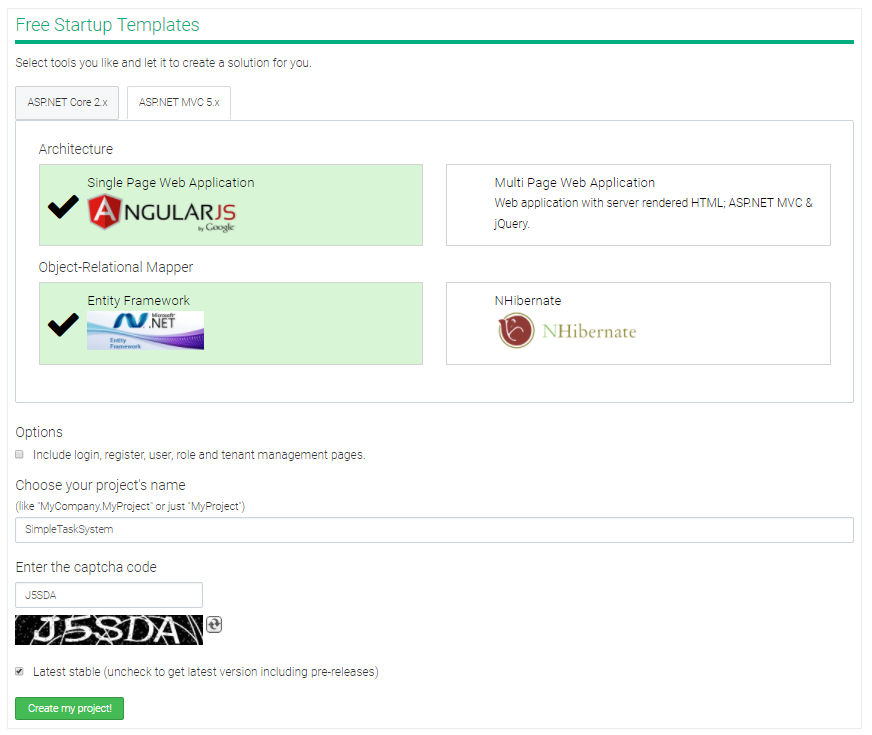 Free Startup Templates
Select tools you like and let it to create a solution for you.
ASP.NET Core 2.x
ASP.NET MVC 5.x
Architecture
Single Page Web Application
ANGULARJS
by Google
Multi Page Web Application
Web application with server rendered HTML; ASP.NET MVC &
jQuery.
Object-Relational Mapper
Entity Framework
Microsoft
.NET
Entity
Framework
NHibernate
NHibernate
Options
Include login, register, user, role and tenant management pages.
Choose your project's name
(like "MyCompany.MyProject" or just "MyProject")
SimpleTaskSystem
Enter the captcha code
J5SDA
J5SDA
Latest stable (uncheck to get latest version including pre-releases)
Create my project!